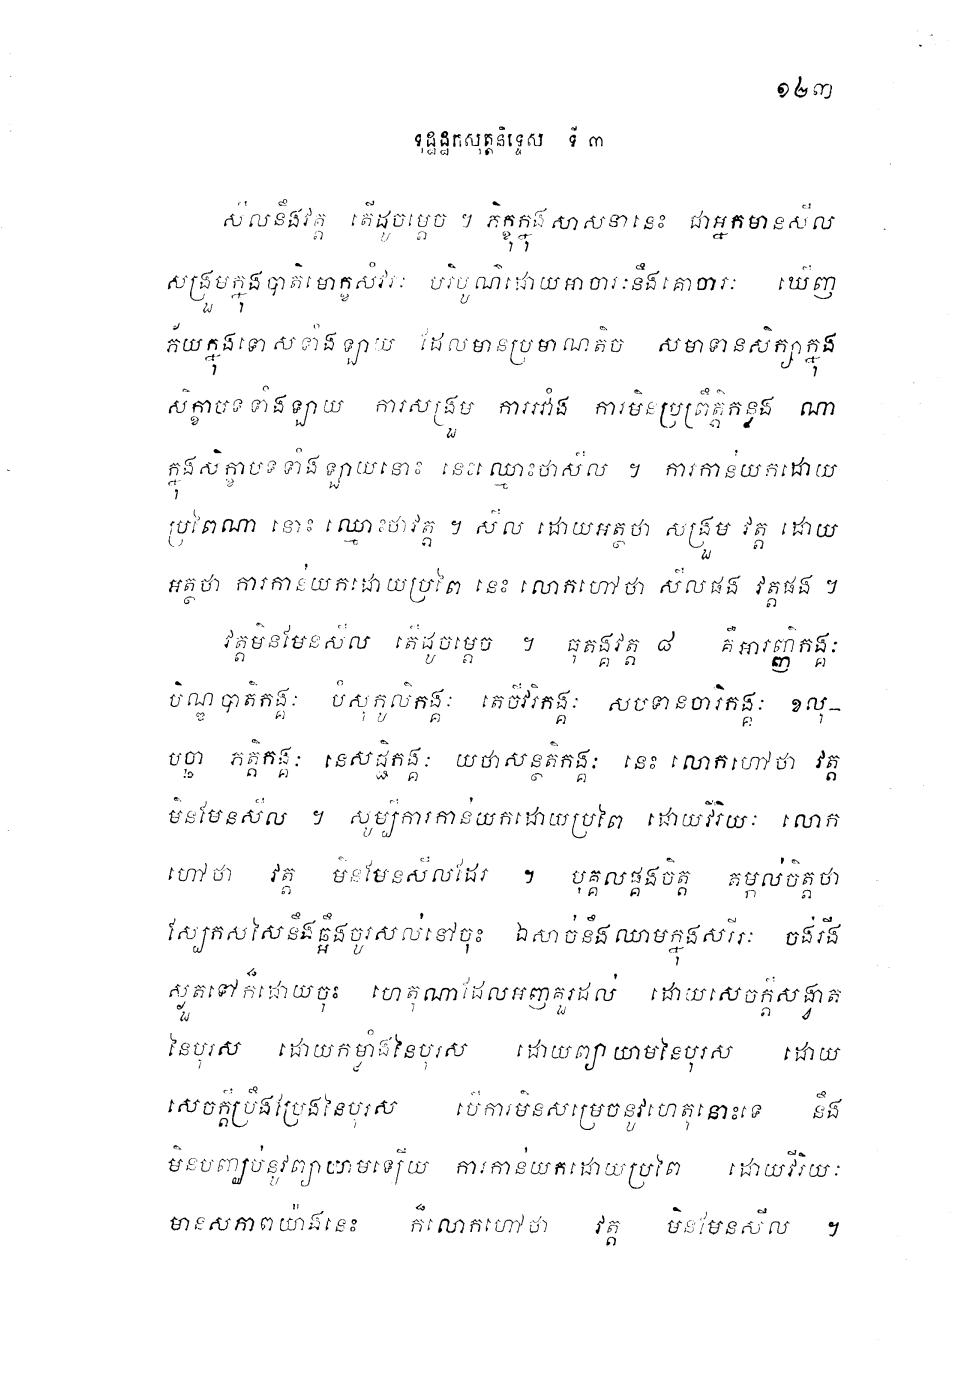 ១៤៣
ទុដ្ឋដ្ឋកសុត្តនិទ្ទេស ទី ៣
សីលនឹងវត្ត តើដូចម្ដេច ។ ភិក្ខុក្នុងសាសនានេះ ជាអ្នកមានសីល
សង្រួមក្នុងបាតិមោក្ខសំវរៈ បរិបូណ៌ដោយអាចារៈនឹងគោចរៈ ឃើញ
ភ័យក្នុងទោសទាំងឡាយ ដែលមានប្រមាណតិច សមាទានសិក្សាក្នុង
សិក្ខាបទទាំងឡាយ ការសង្រួម ការរវាំង ការមិនប្រព្រឹត្តិកន្លង ណា
ក្នុងសិក្ខាបទទាំងឡាយនោះ នេះឈ្មោះថាសីល ។ ការកាន់យកដោយ
ប្រពៃណា នោះ ឈ្មោះថាវត្ត ។ សីល ដោយអត្ថថា សង្រួម វត្ត ដោយ
អត្ថថា ការកាន់យកដោយប្រពៃ នេះ លោកហៅថា សីលផង វត្តផង ។
វត្តមិនមែនសីល តើដូចម្ដេច ។ ធុតង្គវត្ត ៨ គឺអារញ្ញិកង្គៈ
បិណ្ឌបាតិកង្គៈ បំសុកូលិកង្គៈ តេចីវរិកង្គៈ សបទានចារិកង្គៈ ខលុ-
បច្ឆា ភត្តិកង្គៈ នេសជ្ជិកង្គៈ យថាសន្ថតិកង្គៈ នេះ លោកហៅថា វត្ត
មិនមែនសីល ។ សូម្បីការកាន់យកដោយប្រពៃ ដោយវីរិយៈ លោក
ហៅថា វត្ត មិនមែនសីលដែរ ។ បុគ្គលផ្គងចិត្ត តម្កល់ចិត្តថា
ស្បែកសសៃនឹងឆ្អឹងចូរសល់នៅចុះ ឯសាច់នឹងឈាមក្នុងសរីរៈ ចង់រីង
ស្ងួតទៅក៏ដោយចុះ ហេតុណាដែលអញគួរដល់ ដោយសេចក្ដីសង្វាត
នៃបុរស ដោយកម្លាំងនៃបុរស ដោយព្យាយាមនៃបុរស ដោយ
សេចក្ដីប្រឹងប្រែងនៃបុរស បើការមិនសម្រេចនូវហេតុនោះទេ នឹង
មិនបញ្ឈប់នូវព្យាយាមឡើយ ការកាន់យកដោយប្រពៃ ដោយវីរិយៈ
មានសភាពយ៉ាងនេះ ក៏លោកហៅថា វត្ត មិនមែនសីល ។